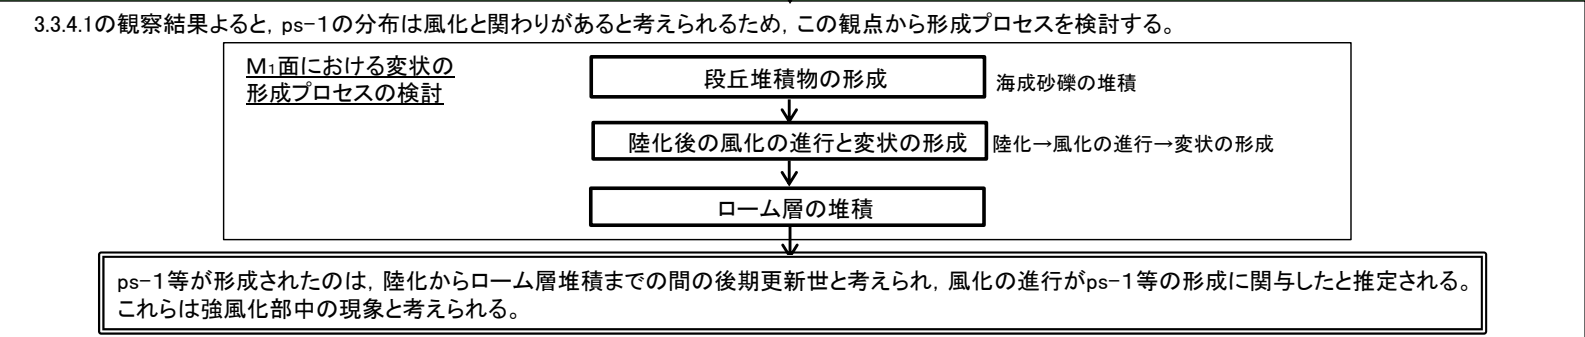 3.3.4.1の観察結果よると，ps-1の分布は風化と関わりがあると考えられるため，この観点から形成プロセスを検討する。
M₁面における変状の
形成プロセスの検討
段丘堆積物の形成
海成砂礫の堆積
陸化後の風化の進行と変状の形成
陸化→風化の進行→変状の形成
ローム層の堆積
ps-1等が形成されたのは，陸化からローム層堆積までの間の後期更新世と考えられ，風化の進行がps-1等の形成に関与したと推定される。
これらは強風化部中の現象と考えられる。